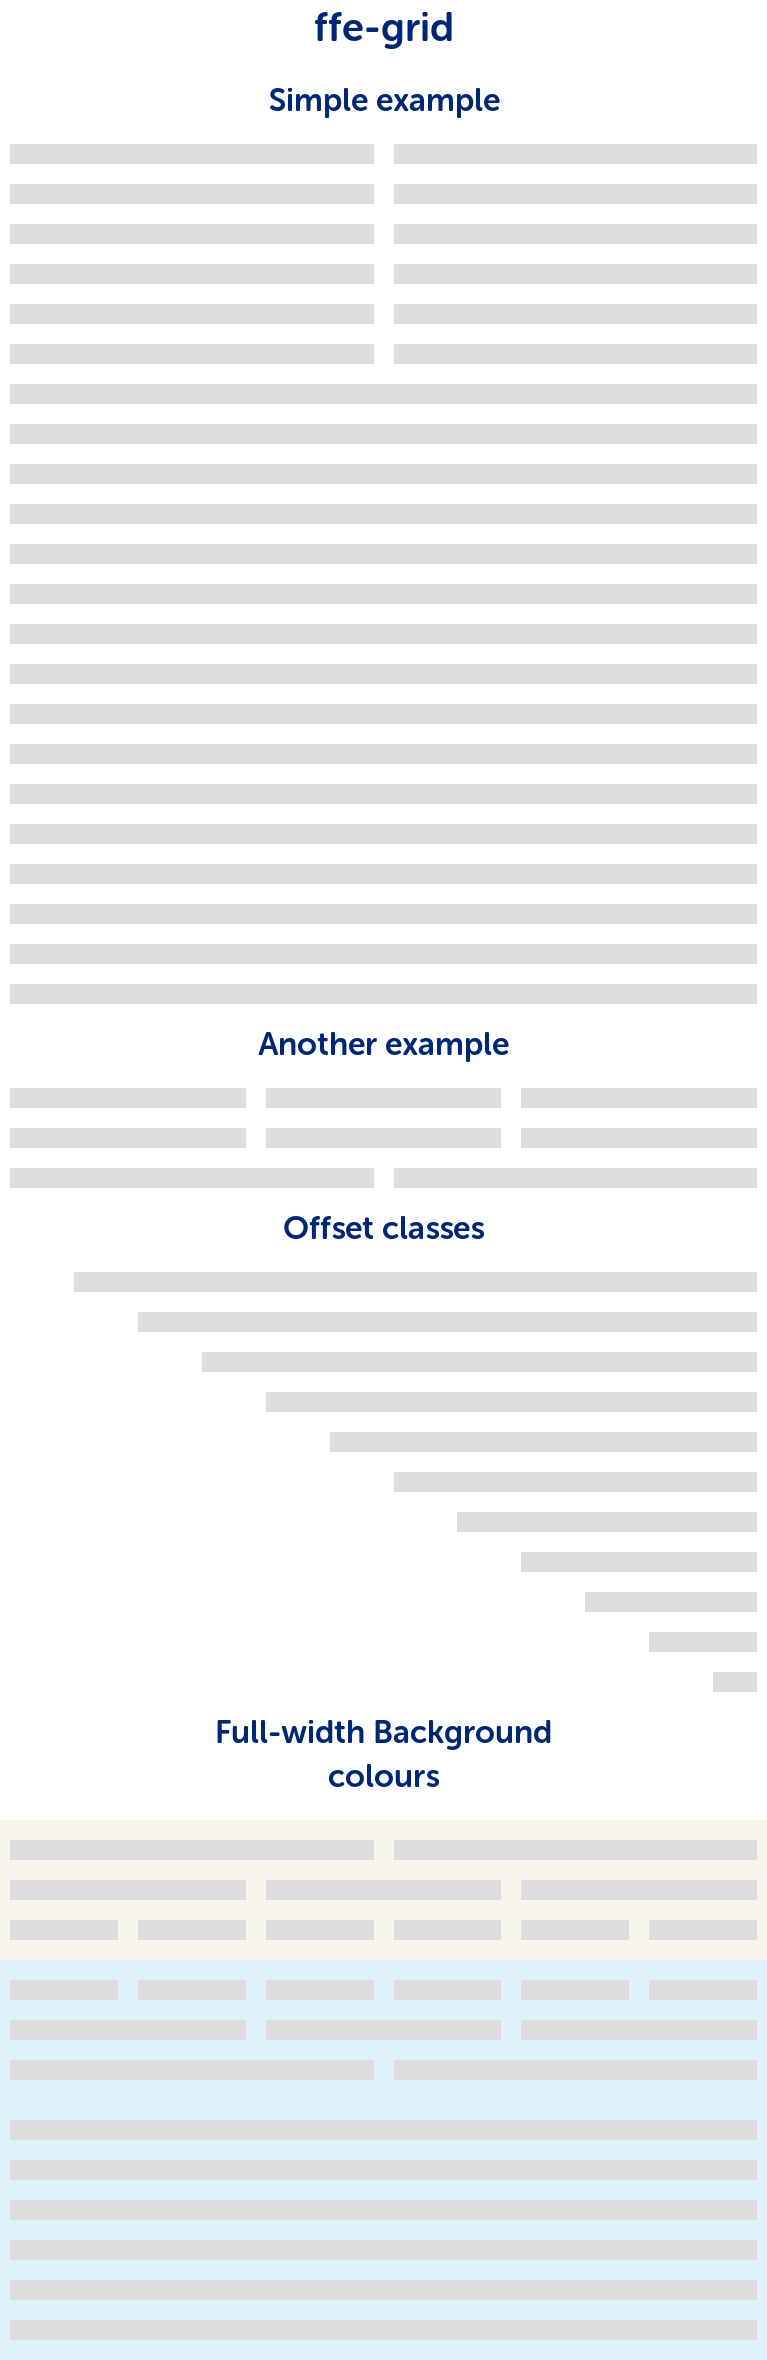 ffe-grid
Simple example
Another example
Offset classes
Full-width Background
colours